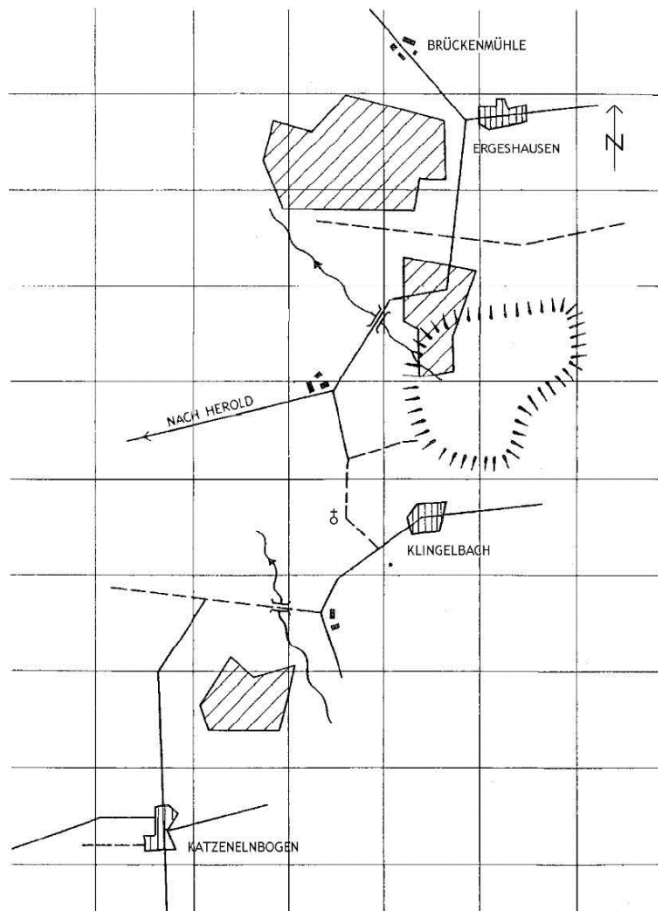 BRÜCKENMÜHLE
ERGESHAUSEN
N
NACH HEROLD
KLINGELBACH
KATZENELNBOGEN